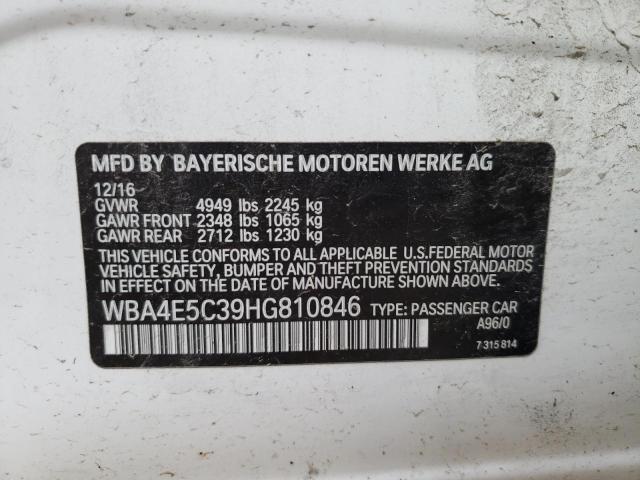 MFD BY BAYERISCHE MOTOREN WERKE AG
12/16
GVWR 4949 lbs 2245 kg
GAWR FRONT 2348 lbs 1065 kg
GAWR REAR 2712 lbs 1230 kg
THIS VEHICLE CONFORMS TO ALL APPLICABLE U.S.FEDERAL MOTOR
VEHICLE SAFETY, BUMPER AND THEFT PREVENTION STANDARDS
IN EFFECT ON THE DATE OF MANUFACTURE SHOWN ABOVE.
WBA4E5C39HG810846 TYPE: PASSENGER CAR
A96/0
7 315 814